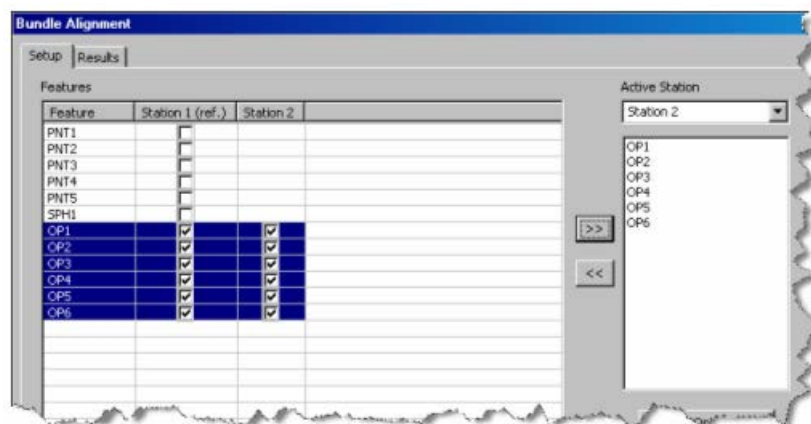 Bundle Alignment
Setup Results
Features
Active Station
Feature Station 1 (ref.) Station 2
Station 2
PNT1
PNT2
PNT3
PNT4
PNT5
SPH1
OP1
OP2
OP3
OP4
OP5
OP6
>>
<<
OP1
OP2
OP3
OP4
OP5
OP6